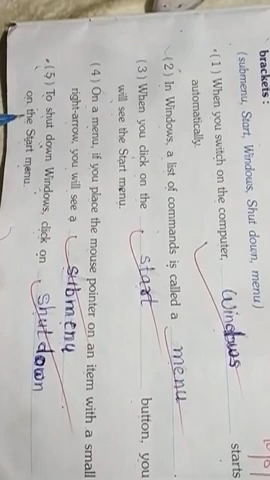 brackets :
(submenu, Start, Windows, Shut down, menu)
(1) When you switch on the computer, Windows starts
automatically.
(2) In Windows, a list of commands is called a menu.
(3) When you click on the start button, you
will see the Start menu.
(4) On a menu, if you place the mouse pointer on an item with a small
right-arrow, you will see a submenu.
(5) To shut down Windows, click on Shut down
on the Start menu.